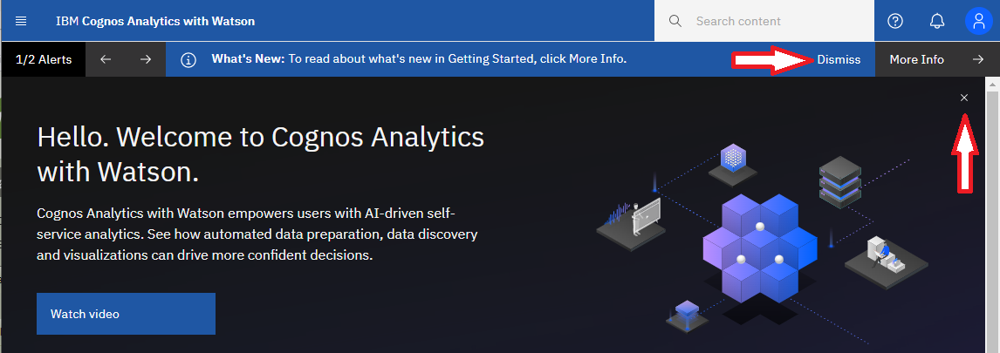 IBM Cognos Analytics with Watson
Search content
1/2 Alerts
What's New: To read about what's new in Getting Started, click More Info.
Dismiss
More Info
Hello. Welcome to Cognos Analytics
with Watson.
Cognos Analytics with Watson empowers users with AI-driven self-
service analytics. See how automated data preparation, data discovery
and visualizations can drive more confident decisions.
Watch video